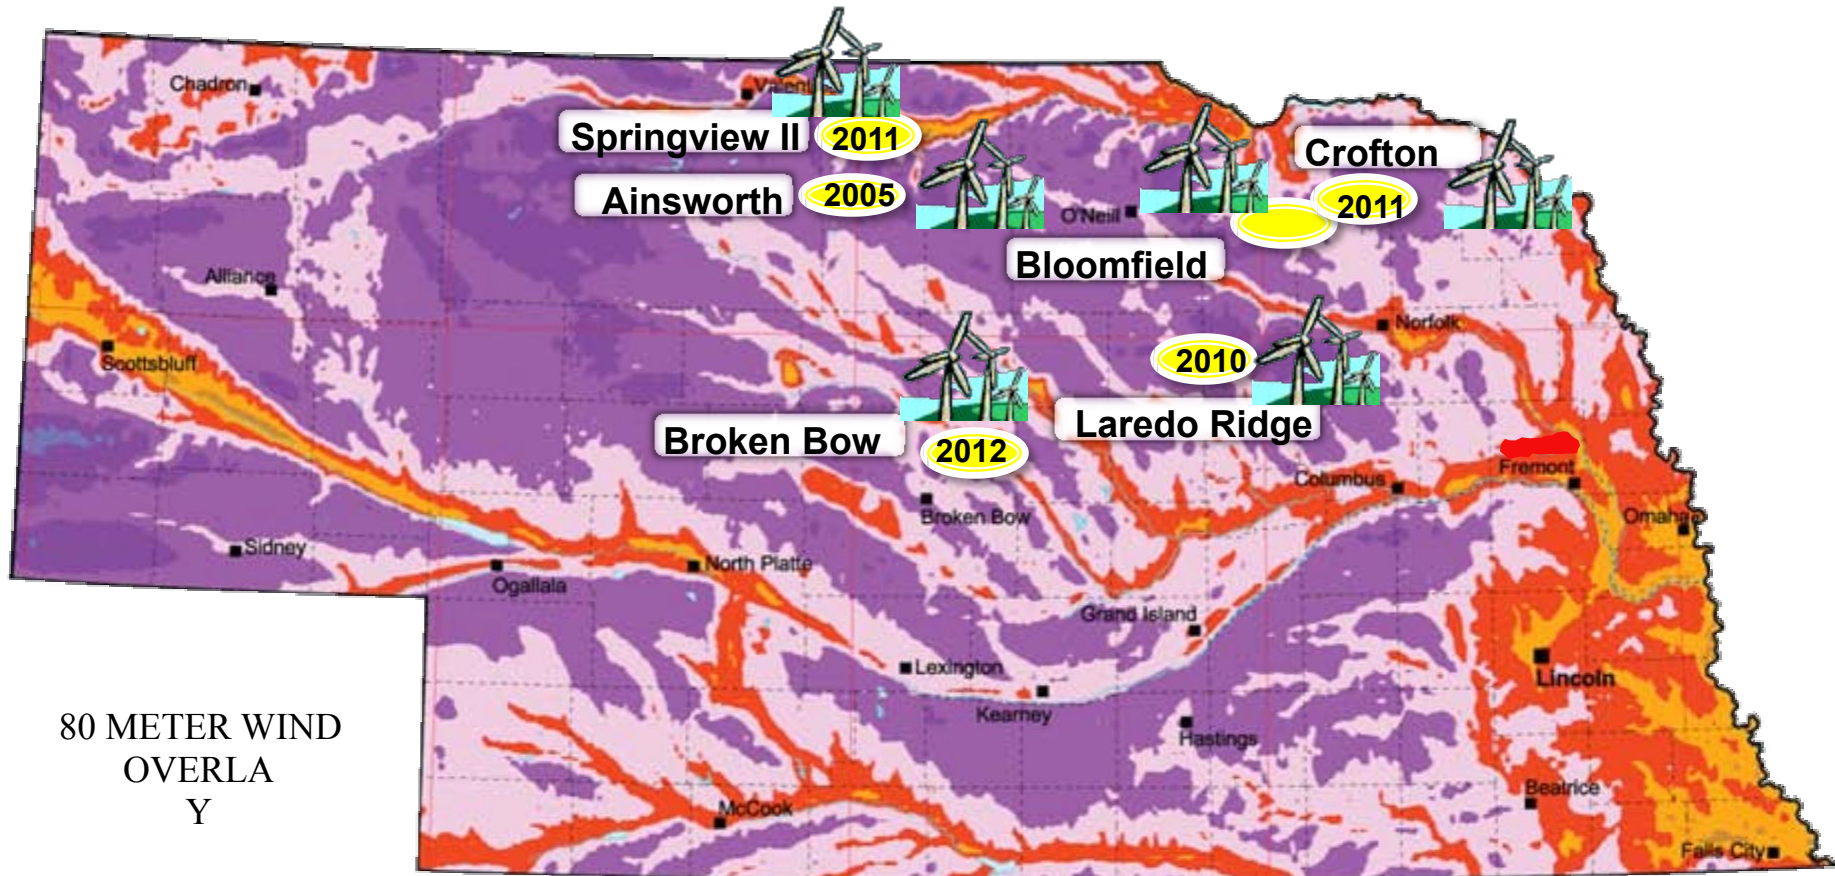 Chadron
Springview II
2011
Ainsworth
2005
Crofton
2011
O'Neill
Bloomfield
Alliance
Scottsbluff
Norfolk
2010
Laredo Ridge
Broken Bow
2012
Fremont
Columbus
Broken Bow
Omaha
Sidney
Ogallala
North Platte
Grand Island
Lexington
Lincoln
Kearney
Hastings
80 METER WIND
OVERLA
Y
McCook
Beatrice
Falls City